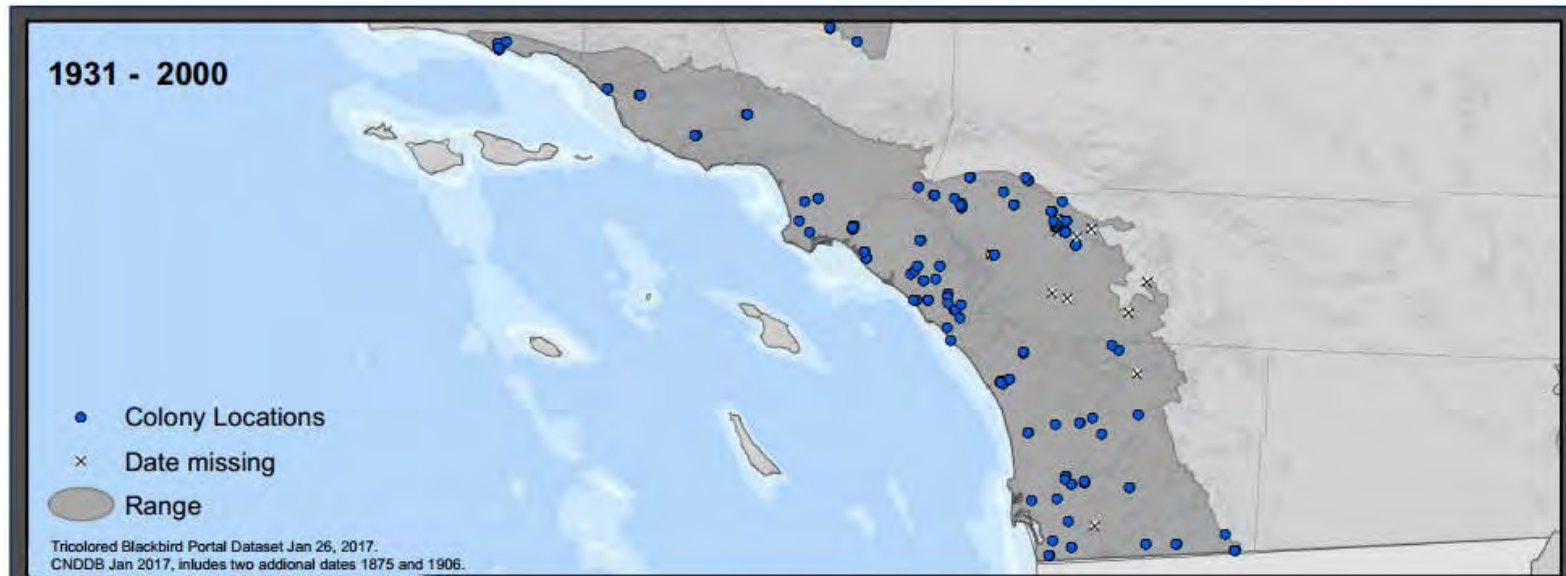 1931 - 2000
Colony Locations
Date missing
Range
Tricolored Blackbird Portal Dataset Jan 26, 2017.
CNDDB Jan 2017, inludes two addional dates 1875 and 1906.